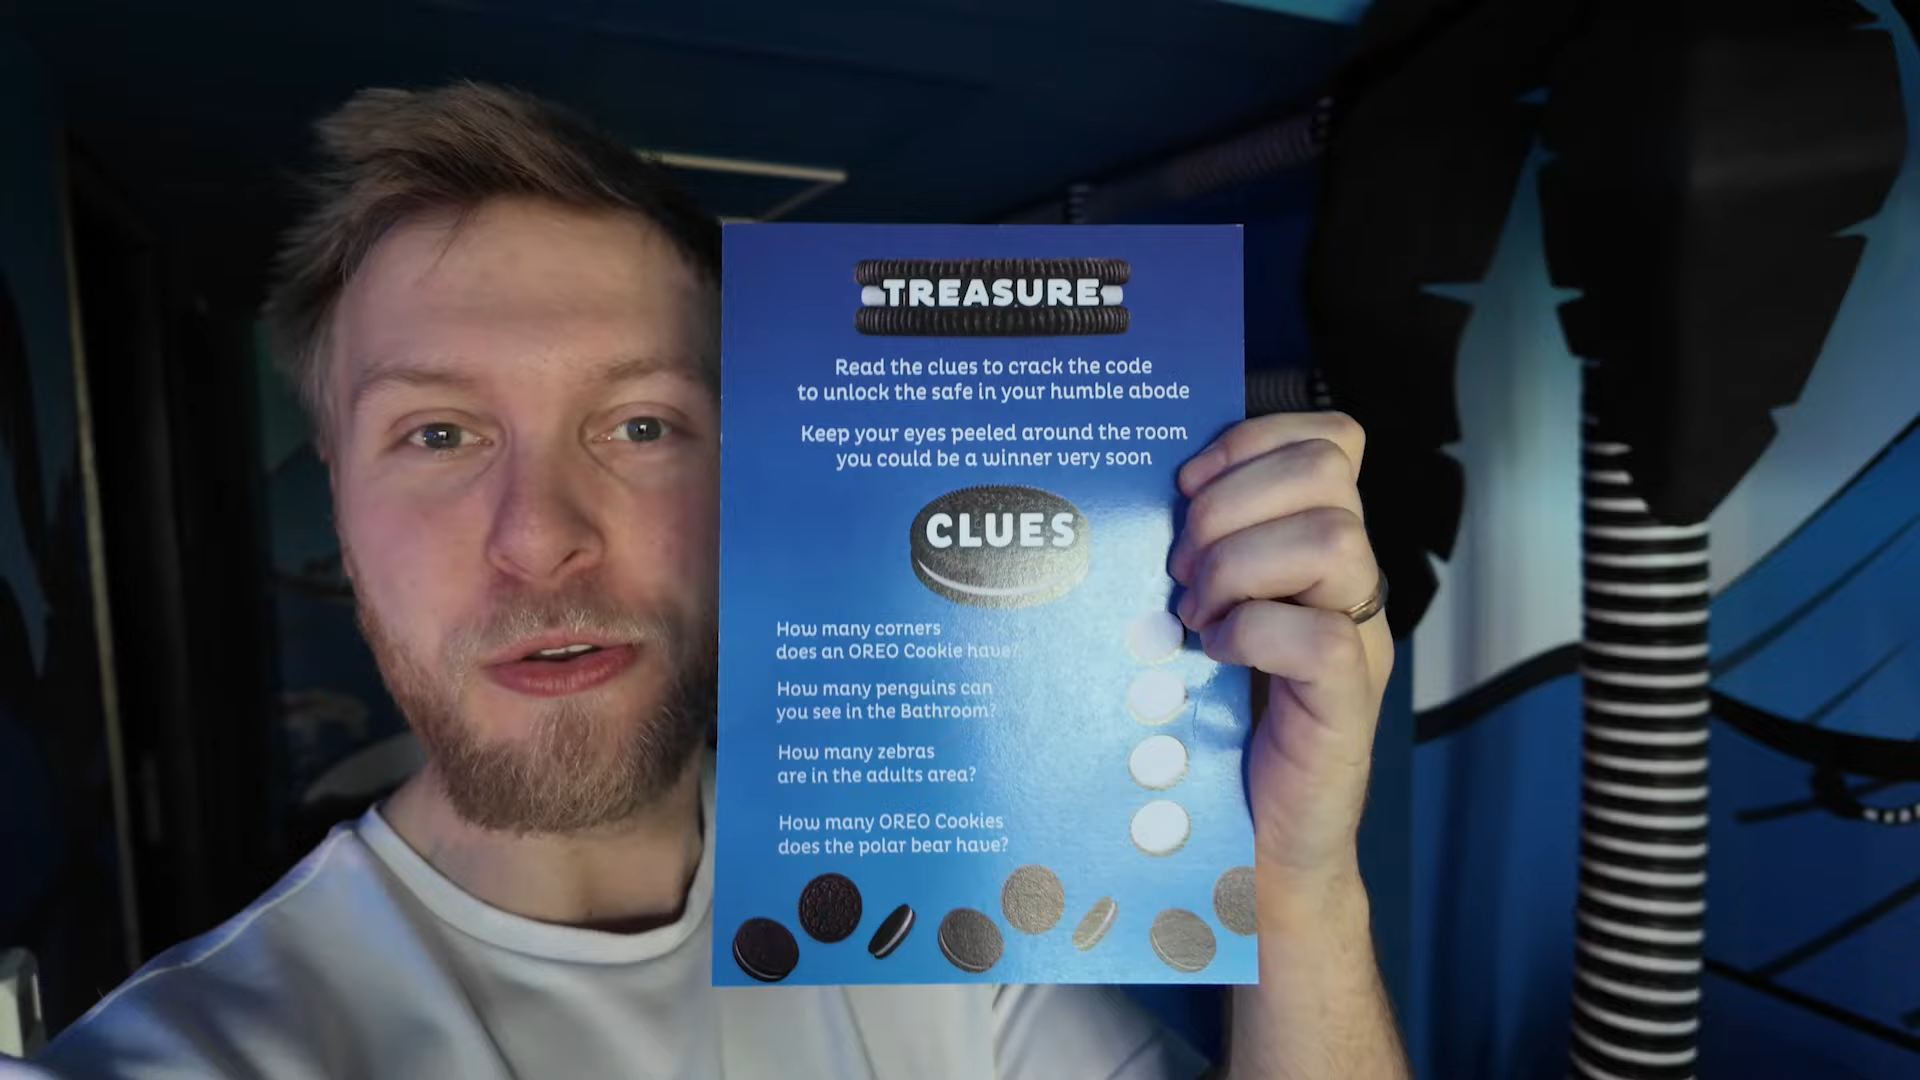 TREASURE
Read the clues to crack the code
to unlock the safe in your humble abode
Keep your eyes peeled around the room
you could be a winner very soon
CLUES
How many corners
does an OREO Cookie have?
How many penguins can
you see in the Bathroom?
How many zebras
are in the adults area?
How many OREO Cookies
does the polar bear have?